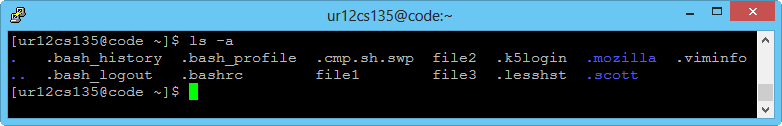 ur12cs135@code:~
[ur12cs135@code ~]$ ls -a
.   .bash_history  .bash_profile  .cmp.sh.swp  file2  .k5login  .mozilla  .viminfo
..  .bash_logout   .bashrc        file1        file3  .lesshst  .scott
[ur12cs135@code ~]$